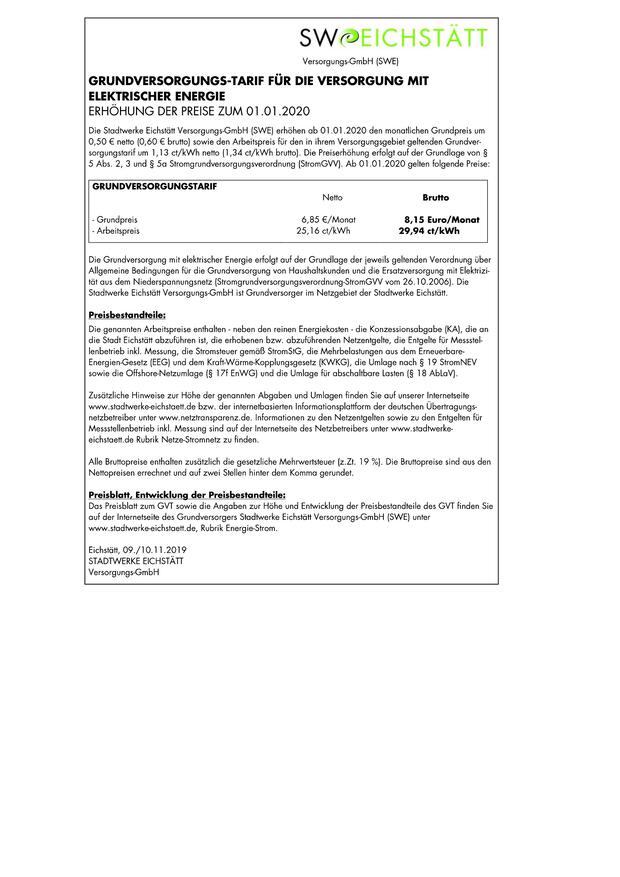 SW EICHSTÄTT
Versorgungs-GmbH (SWE)
GRUNDVERSORGUNGS-TARIF FÜR DIE VERSORGUNG MIT
ELEKTRISCHER ENERGIE
ERHÖHUNG DER PREISE ZUM 01.01.2020
Die Stadtwerke Eichstätt Versorgungs-GmbH (SWE) erhöhen ab 01.01.2020 den monatlichen Grundpreis um
0,50 € netto (0,60 € brutto) sowie den Arbeitspreis für den in ihrem Versorgungsgebiet geltenden Grundver-
sorgungstarif um 1,13 ct/kWh netto (1,34 ct/kWh brutto). Die Preiserhöhung erfolgt auf der Grundlage von §
5 Abs. 2, 3 und § 5a Stromgrundversorgungsverordnung (StromGVV). Ab 01.01.2020 gelten folgende Preise:
GRUNDVERSORGUNGSTARIF
Netto Brutto
- Grundpreis 6,85 €/Monat 8,15 Euro/Monat
- Arbeitspreis 25,16 ct/kWh 29,94 ct/kWh
Die Grundversorgung mit elektrischer Energie erfolgt auf der Grundlage der jeweils geltenden Verordnung über
Allgemeine Bedingungen für die Grundversorgung von Haushaltskunden und die Ersatzversorgung mit Elektrizi-
tät aus dem Niederspannungsnetz (Stromgrundversorgungsverordnung-StromGVV vom 26.10.2006). Die
Stadtwerke Eichstätt Versorgungs-GmbH ist Grundversorger im Netzgebiet der Stadtwerke Eichstätt.
Preisbestandteile:
Die genannten Arbeitspreise enthalten - neben den reinen Energiekosten - die Konzessionsabgabe (KA), die an
die Stadt Eichstätt abzuführen ist, die erhobenen bzw. abzuführenden Netzentgelte, die Entgelte für Messstel-
lenbetrieb inkl. Messung, die Stromsteuer gemäß StromStG, die Mehrbelastungen aus dem Erneuerbare-
Energien-Gesetz (EEG) und dem Kraft-Wärme-Kopplungsgesetz (KWKG), die Umlage nach § 19 StromNEV
sowie die Offshore-Netzumlage (§ 17f EnWG) und die Umlage für abschaltbare Lasten (§ 18 AbLaV).
Zusätzliche Hinweise zur Höhe der genannten Abgaben und Umlagen finden Sie auf unserer Internetseite
www.stadtwerke-eichstaett.de bzw. der internetbasierten Informationsplattform der deutschen Übertragungs-
netzbetreiber unter www.netztransparenz.de. Informationen zu den Netzentgelten sowie zu den Entgelten für
Messstellenbetrieb inkl. Messung sind auf der Internetseite des Netzbetreibers unter www.stadtwerke-
eichstaett.de Rubrik Netze-Stromnetz zu finden.
Alle Bruttopreise enthalten zusätzlich die gesetzliche Mehrwertsteuer (z.Zt. 19 %). Die Bruttopreise sind aus den
Nettopreisen errechnet und auf zwei Stellen hinter dem Komma gerundet.
Preisblatt, Entwicklung der Preisbestandteile:
Das Preisblatt zum GVT sowie die Angaben zur Höhe und Entwicklung der Preisbestandteile des GVT finden Sie
auf der Internetseite des Grundversorgers Stadtwerke Eichstätt Versorgungs-GmbH (SWE) unter
www.stadtwerke-eichstaett.de, Rubrik Energie-Strom.
Eichstätt, 09./10.11.2019
STADTWERKE EICHSTÄTT
Versorgungs-GmbH